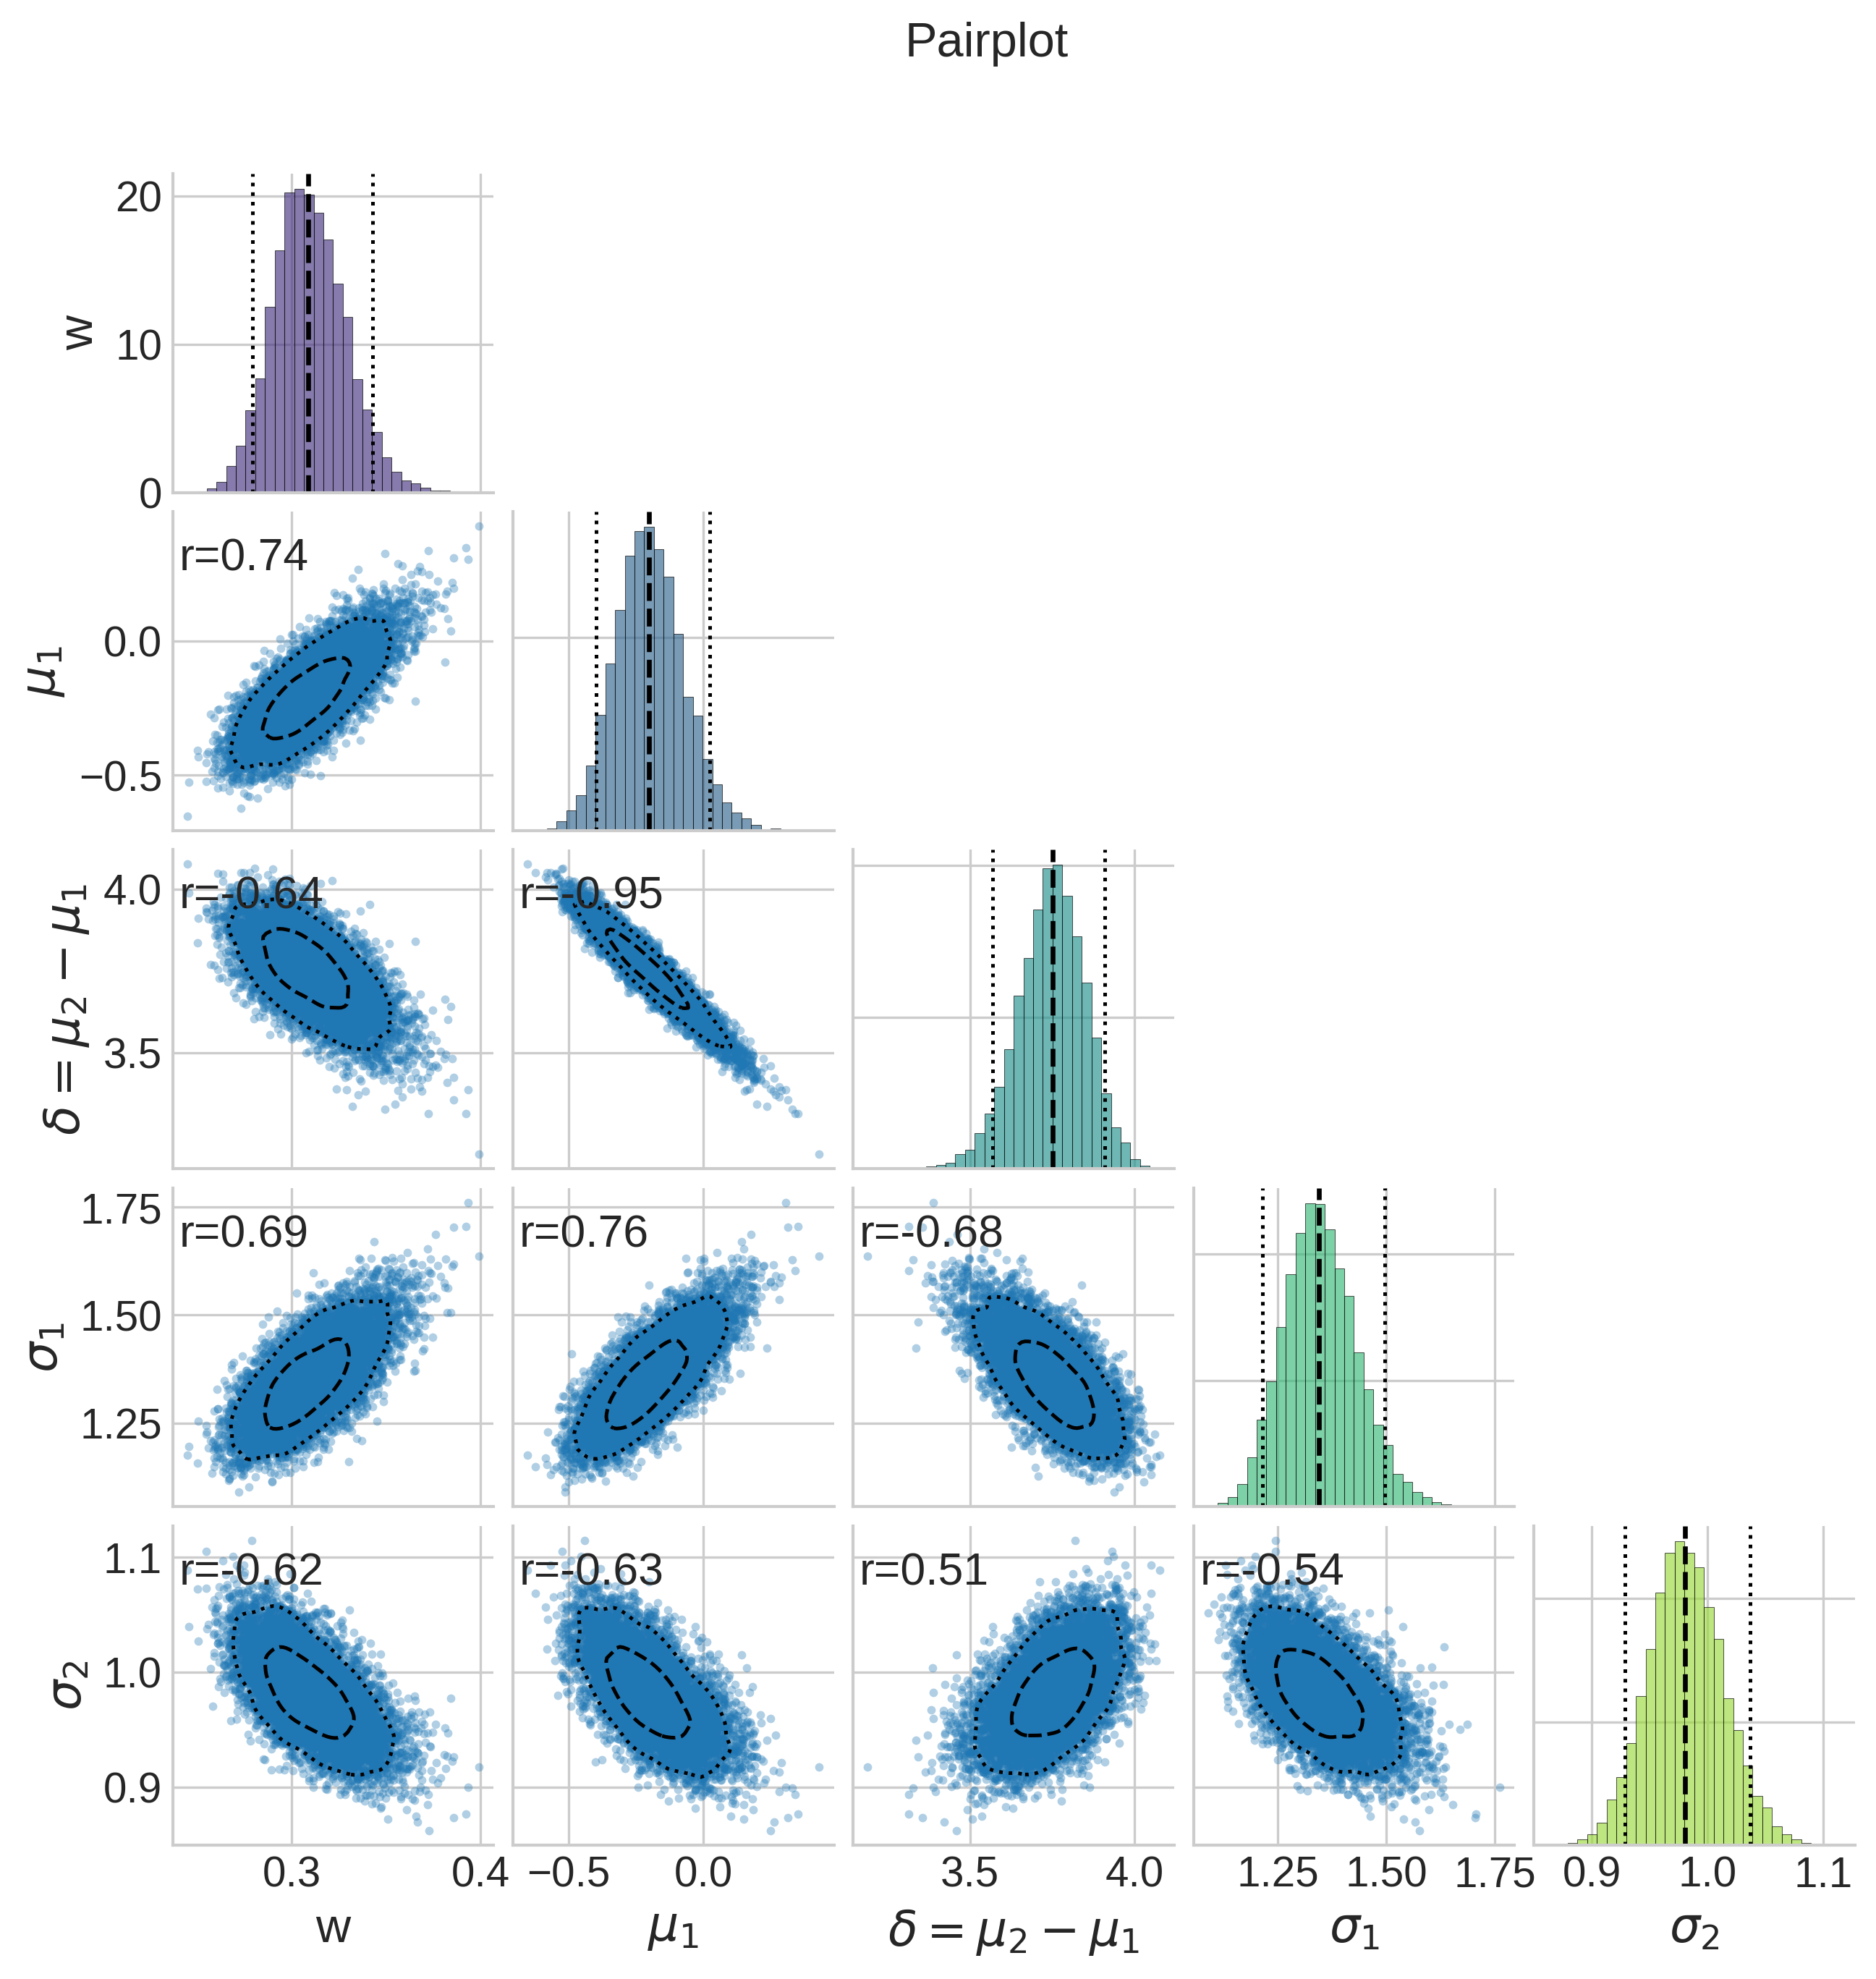 Pairplot
20
10
0
w
r=0.74
0.0
−0.5
μ₁
r=-0.64
r=-0.95
4.0
3.5
δ = μ₂ − μ₁
r=0.69
r=0.76
r=-0.68
1.75
1.50
1.25
σ₁
r=-0.62
r=-0.63
r=0.51
r=-0.54
1.1
1.0
0.9
σ₂
0.3 0.4 −0.5 0.0 3.5 4.0 1.25 1.50 1.75 0.9 1.0 1.1
w μ₁ δ = μ₂ − μ₁ σ₁ σ₂